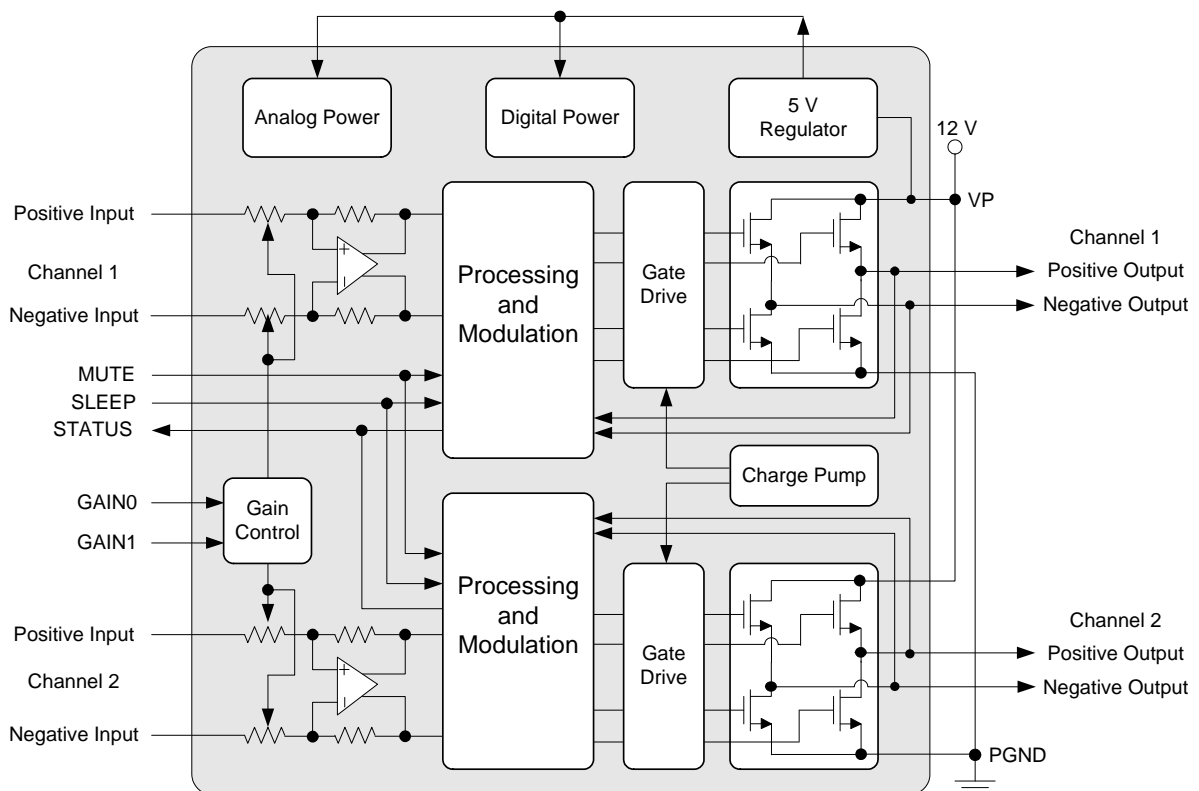 Analog Power
Digital Power
5 V
Regulator
12 V
VP
Positive Input
Channel 1
Negative Input
+
-
Processing
and
Modulation
Gate
Drive
Channel 1
Positive Output
Negative Output
MUTE
SLEEP
STATUS
GAIN0
GAIN1
Gain
Control
Charge Pump
Positive Input
Channel 2
Negative Input
+
-
Processing
and
Modulation
Gate
Drive
Channel 2
Positive Output
Negative Output
PGND